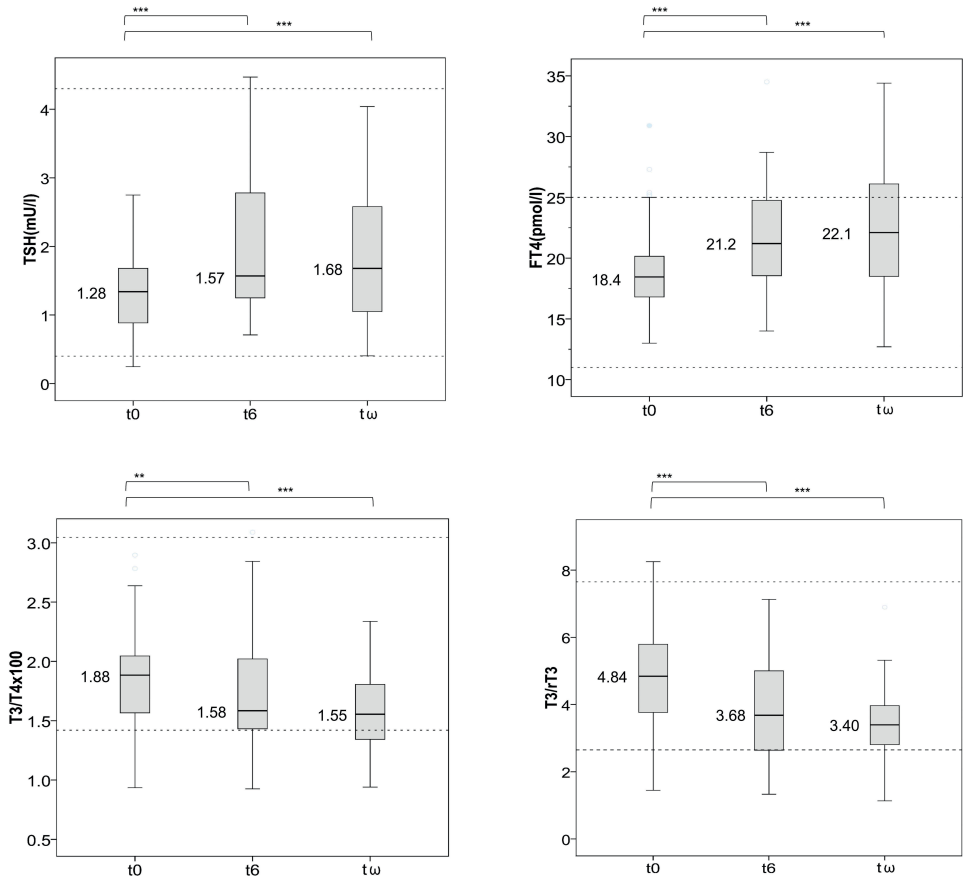 ***
***
TSH(mU/l)
4
3
2
1
0
1.28
1.57
1.68
t0
t6
tω
***
***
FT4(pmol/l)
35
30
25
20
15
10
18.4
21.2
22.1
t0
t6
tω
**
***
T3/T4x100
3.0
2.5
2.0
1.5
1.0
0.5
1.88
1.58
1.55
t0
t6
tω
***
***
T3/rT3
8
6
4
2
0
4.84
3.68
3.40
t0
t6
tω